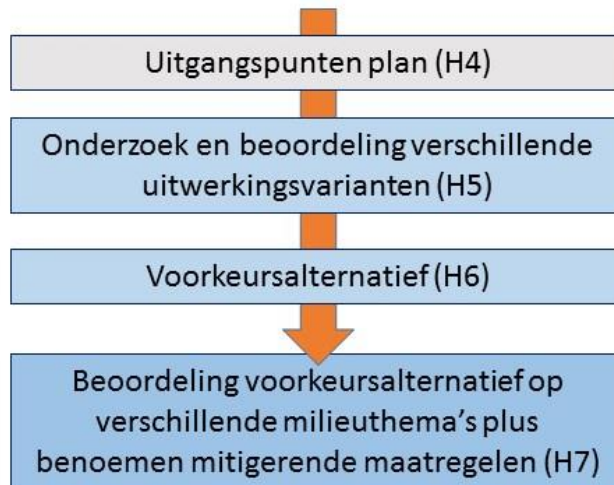 Uitgangspunten plan (H4)
Onderzoek en beoordeling verschillende
uitwerkingsvarianten (H5)
Voorkeursalternatief (H6)
Beoordeling voorkeursalternatief op
verschillende milieuthema's plus
benoemen mitigerende maatregelen (H7)